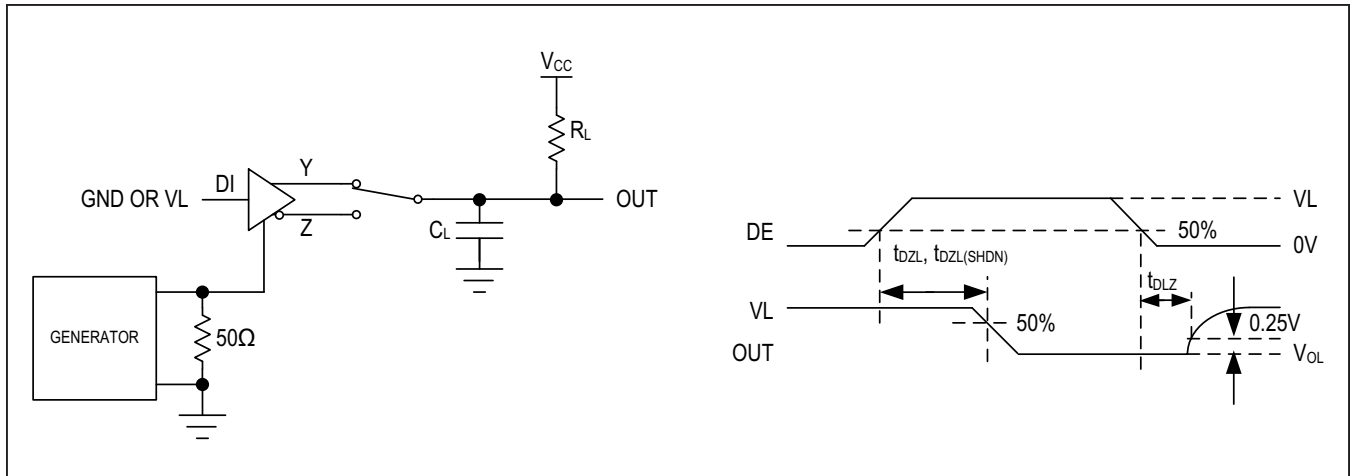 VCC
RL
Y
DI
GND OR VL
OUT
Z
CL
GENERATOR
50Ω
VL
DE
50%
0V
tDZL, tDZL(SHDN)
tDLZ
VL
50%
0.25V
OUT
VOL